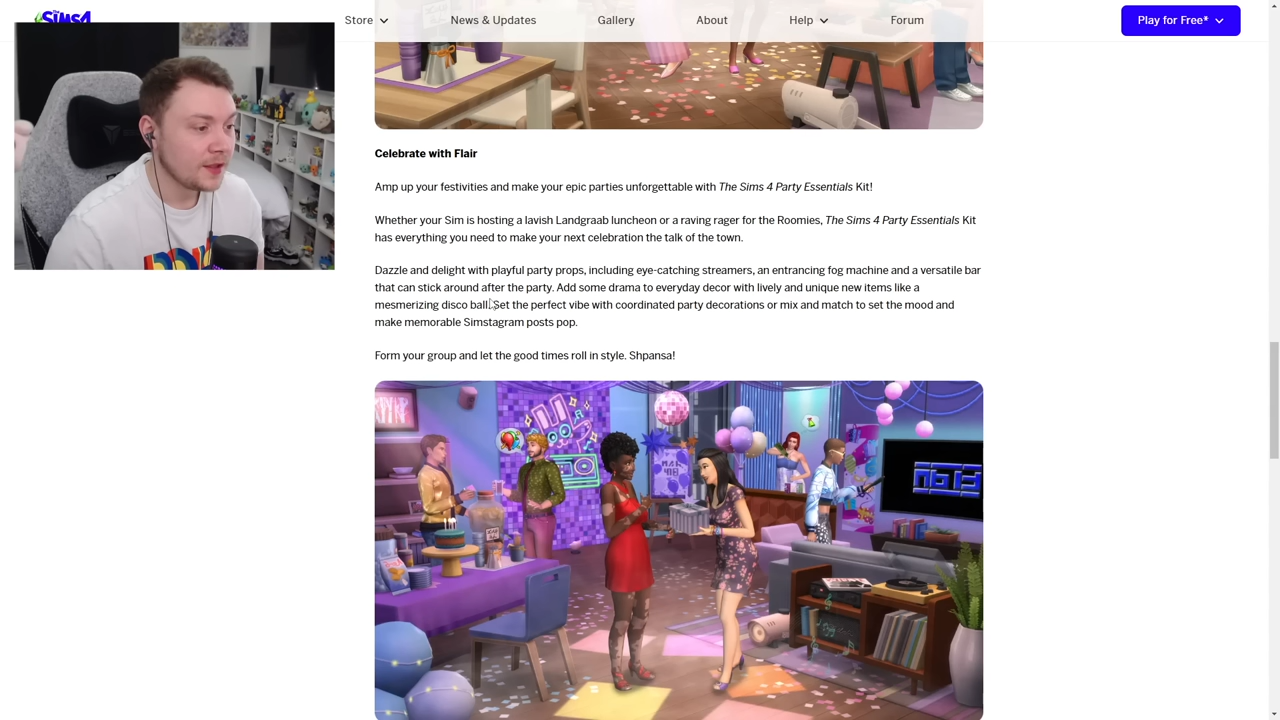 The Sims 4
Store
News & Updates
Gallery
About
Help
Forum
Play for Free*
Celebrate with Flair
Amp up your festivities and make your epic parties unforgettable with The Sims 4 Party Essentials Kit!
Whether your Sim is hosting a lavish Landgraab luncheon or a raving rager for the Roomies, The Sims 4 Party Essentials Kit
has everything you need to make your next celebration the talk of the town.
Dazzle and delight with playful party props, including eye-catching streamers, an entrancing fog machine and a versatile bar
that can stick around after the party. Add some drama to everyday decor with lively and unique new items like a
mesmerizing disco ball. Set the perfect vibe with coordinated party decorations or mix and match to set the mood and
make memorable Simstagram posts pop.
Form your group and let the good times roll in style. Shpansa!